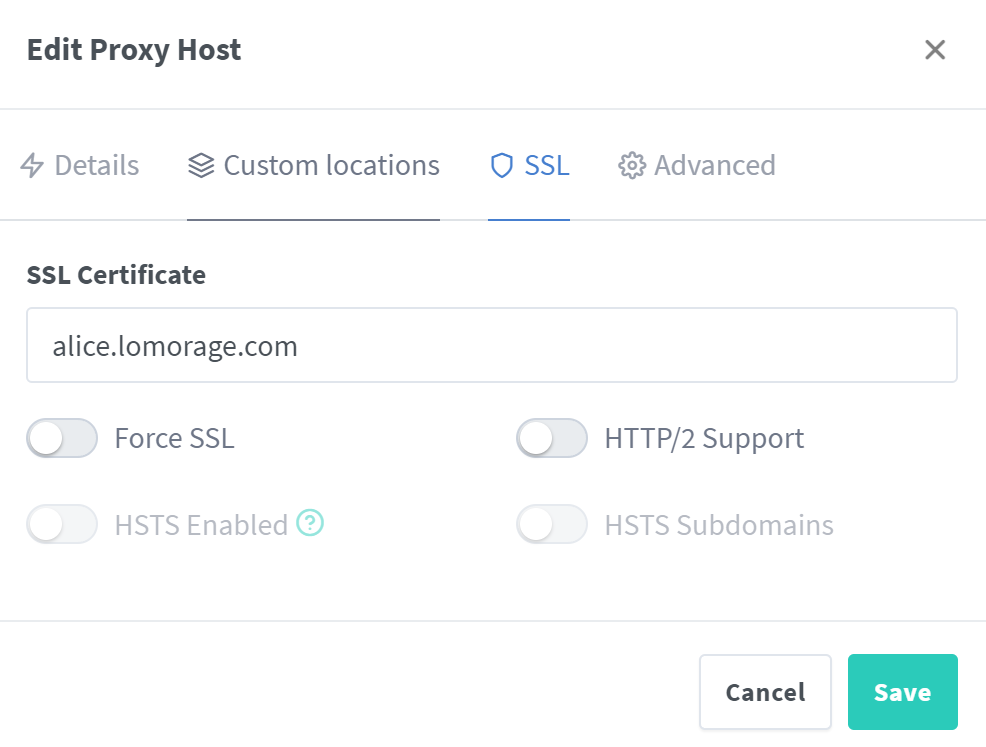 Edit Proxy Host
Details Custom locations SSL Advanced
SSL Certificate
alice.lomorage.com
Force SSL HTTP/2 Support
HSTS Enabled ? HSTS Subdomains
Cancel Save